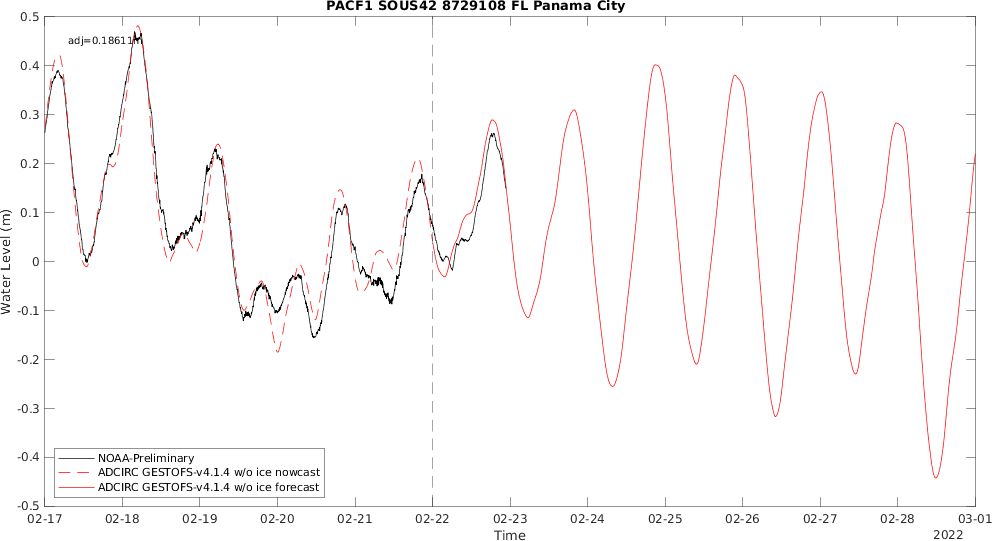 PACF1 SOUS42 8729108 FL Panama City
adj=0.18611
0.5
0.4
0.3
0.2
0.1
0
-0.1
-0.2
-0.3
-0.4
-0.5
Water Level (m)
NOAA-Preliminary
ADCIRC GESTOFS-v4.1.4 w/o ice nowcast
ADCIRC GESTOFS-v4.1.4 w/o ice forecast
02-17 02-18 02-19 02-20 02-21 02-22 02-23 02-24 02-25 02-26 02-27 02-28 03-01
Time
2022